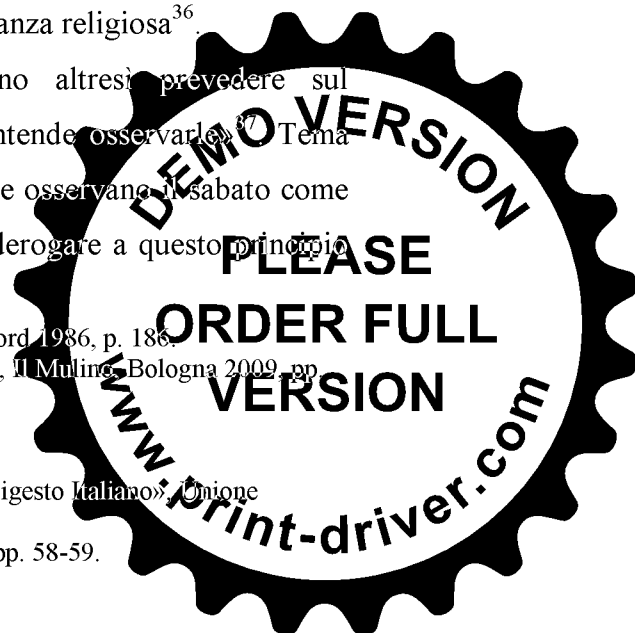 anza religiosa36.
no altresì prevedere sul
ntende osservarle»37. Tema
e osservano il sabato come
derogare a questo principio
ord 1986, p. 186.
, Il Mulino, Bologna 2009, pp.
igesto Italiano», Unione
pp. 58-59.
DEMO VERSION
PLEASE
ORDER FULL
VERSION
www.print-driver.com